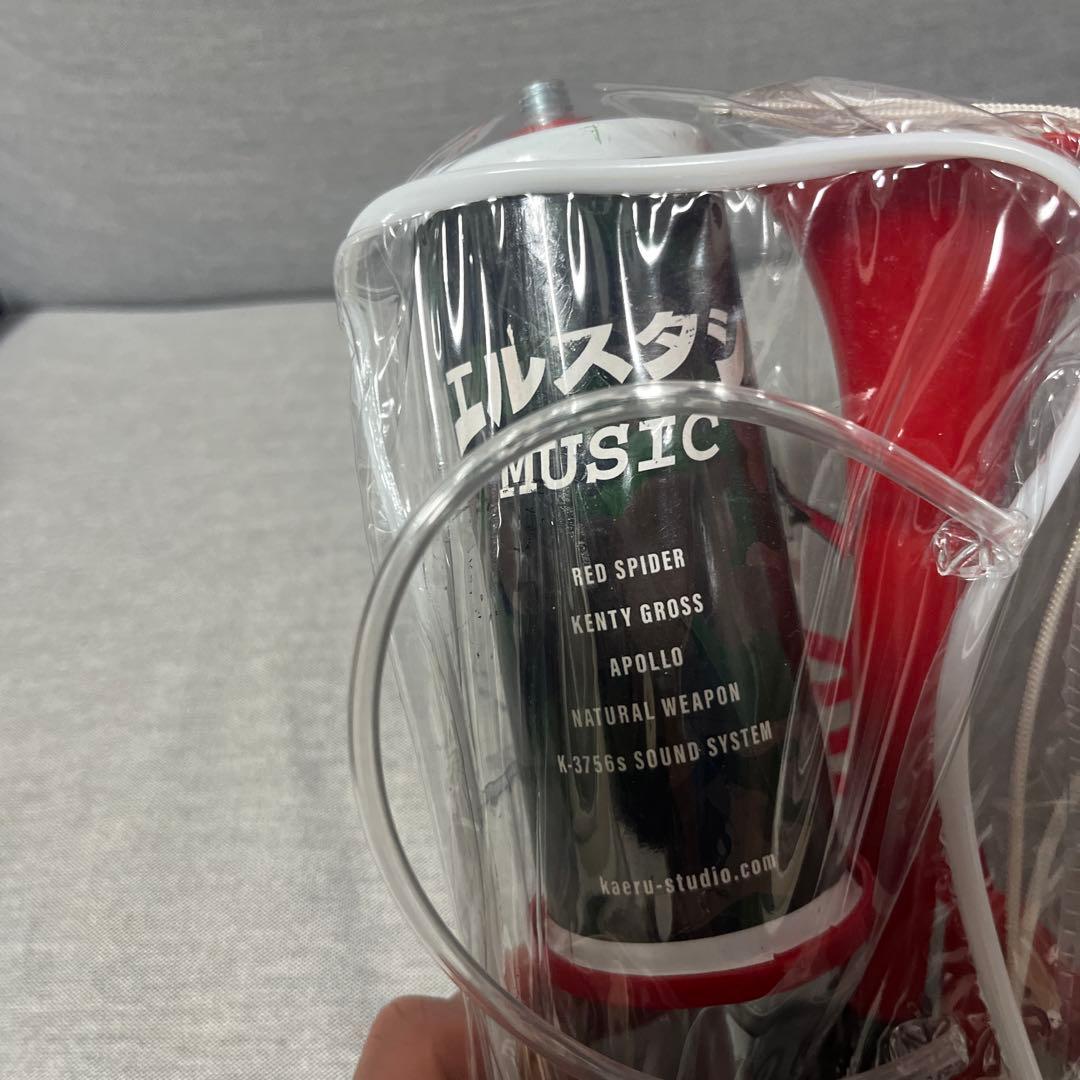 エルスタジ
MUSIC
RED SPIDER
KENTY GROSS
APOLLO
NATURAL WEAPON
K-3756s SOUND SYSTEM
kaeru-studio.com